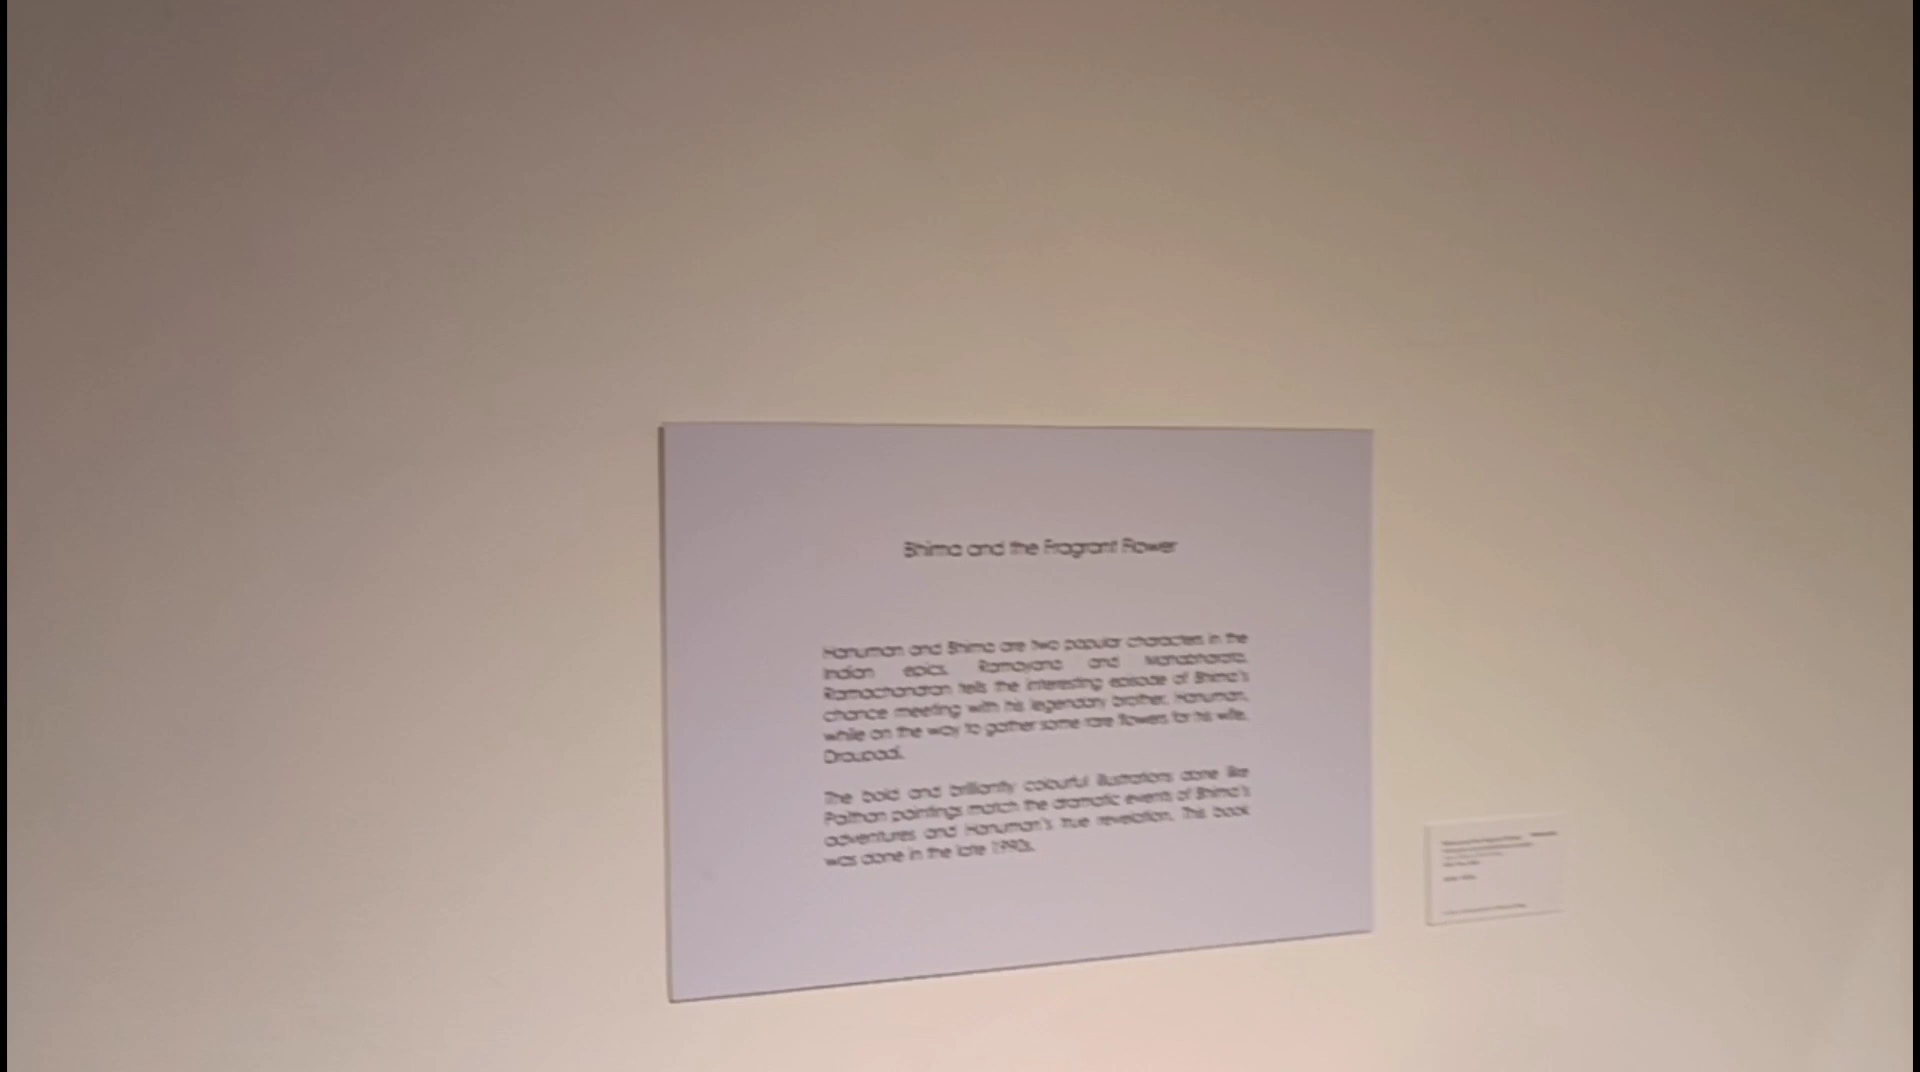 Bhima and the Fragrant Flower
Hanuman and Bhima are two popular characters in the
Indian epics, Ramayana and Mahabharata.
Ramachandran tells the interesting episode of Bhima's
chance meeting with his legendary brother, Hanuman,
while on the way to gather some rare flowers for his wife,
Draupadi.
The bold and brilliantly colourful illustrations done like
Paithan paintings match the dramatic events of Bhima's
adventures and Hanuman's true revelation. This book
was done in the late 1990s.